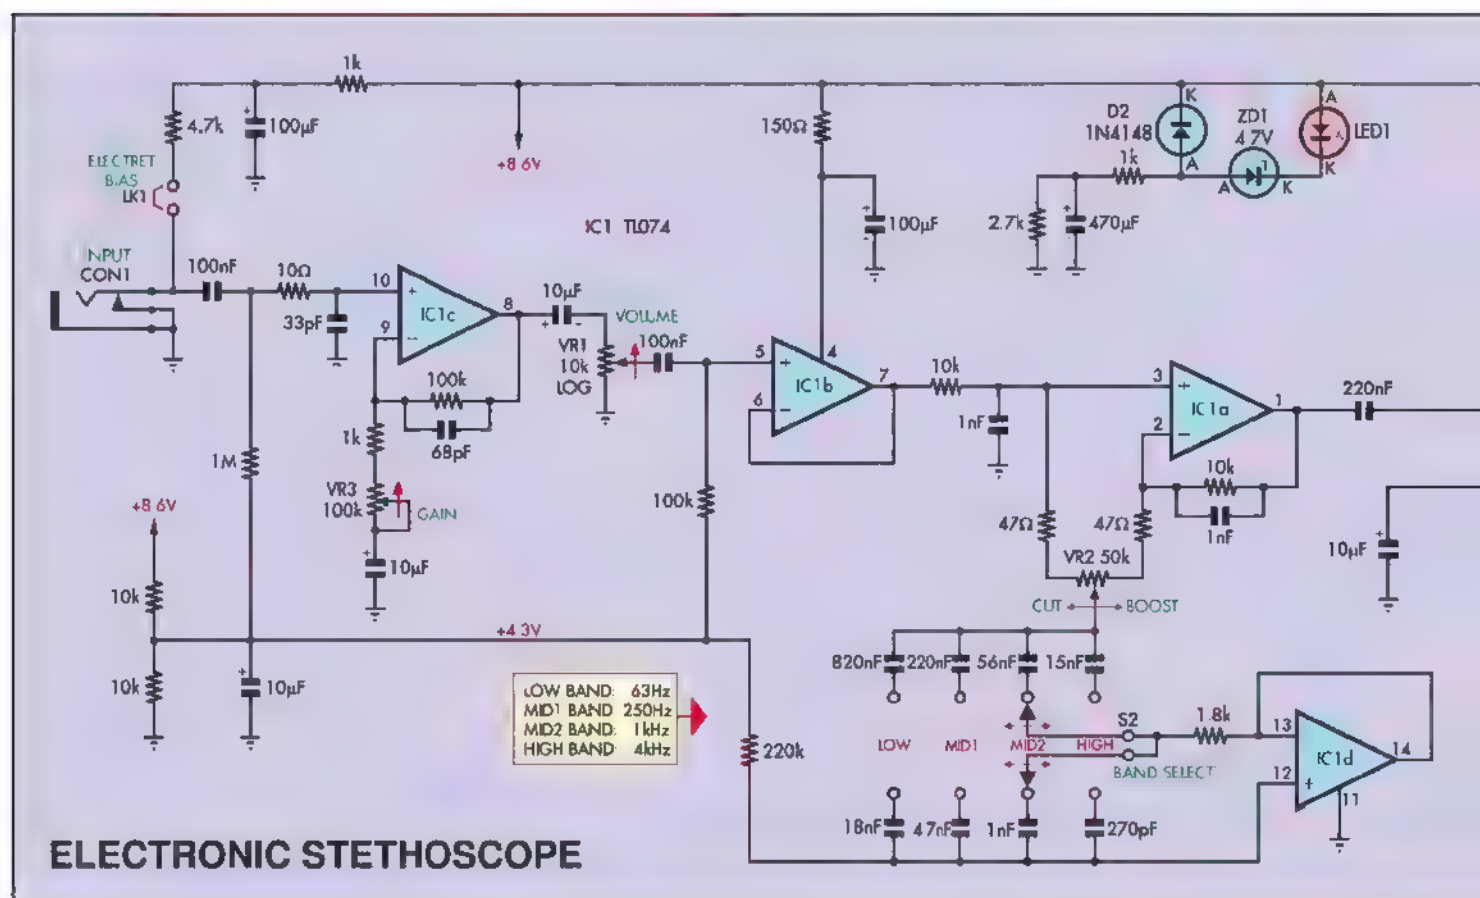 1k
4.7k
100µF
+8.6V
150Ω
100µF
D2
1N4148
K
A
1k
ZD1
4.7V
A
K
A
LED1
K
2.7k
470µF
ELECTRET
BIAS
LK1
IC1 TL074
INPUT
CON1
100nF
10Ω
33pF
10
9
8
IC1c
10µF
VOLUME
VR1
10k
LOG
100nF
100k
68pF
1k
VR3
100k
GAIN
10µF
1M
100k
5
6
4
7
IC1b
10k
1nF
3
2
1
IC1a
220nF
10k
1nF
47Ω
47Ω
VR2 50k
CUT
BOOST
10µF
+8.6V
10k
10k
+4.3V
10µF
LOW BAND: 63Hz
MID1 BAND 250Hz
MID2 BAND: 1kHz
HIGH BAND: 4kHz
220k
820nF
220nF
56nF
15nF
LOW
MID1
MID2
HIGH
S2
BAND SELECT
1.8k
13
12
14
11
IC1d
18nF
1nF
270pF
ELECTRONIC STETHOSCOPE